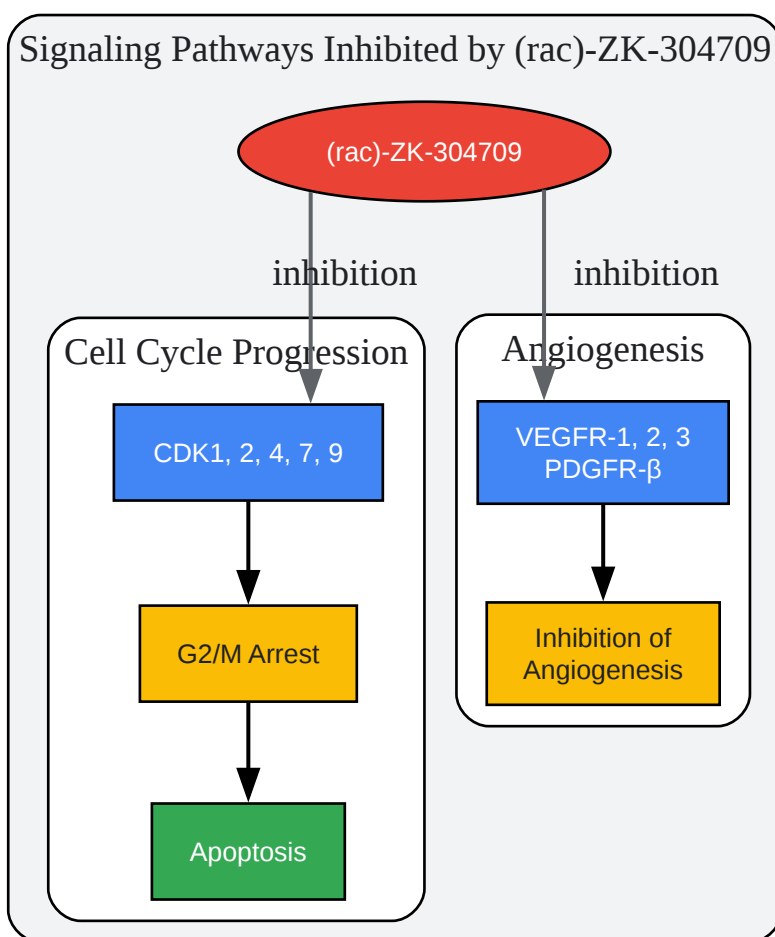 Signaling Pathways Inhibited by (rac)-ZK-304709
(rac)-ZK-304709
inhibition
inhibition
Cell Cycle Progression
CDK1, 2, 4, 7, 9
G2/M Arrest
Apoptosis
Angiogenesis
VEGFR-1, 2, 3
PDGFR-β
Inhibition of
Angiogenesis